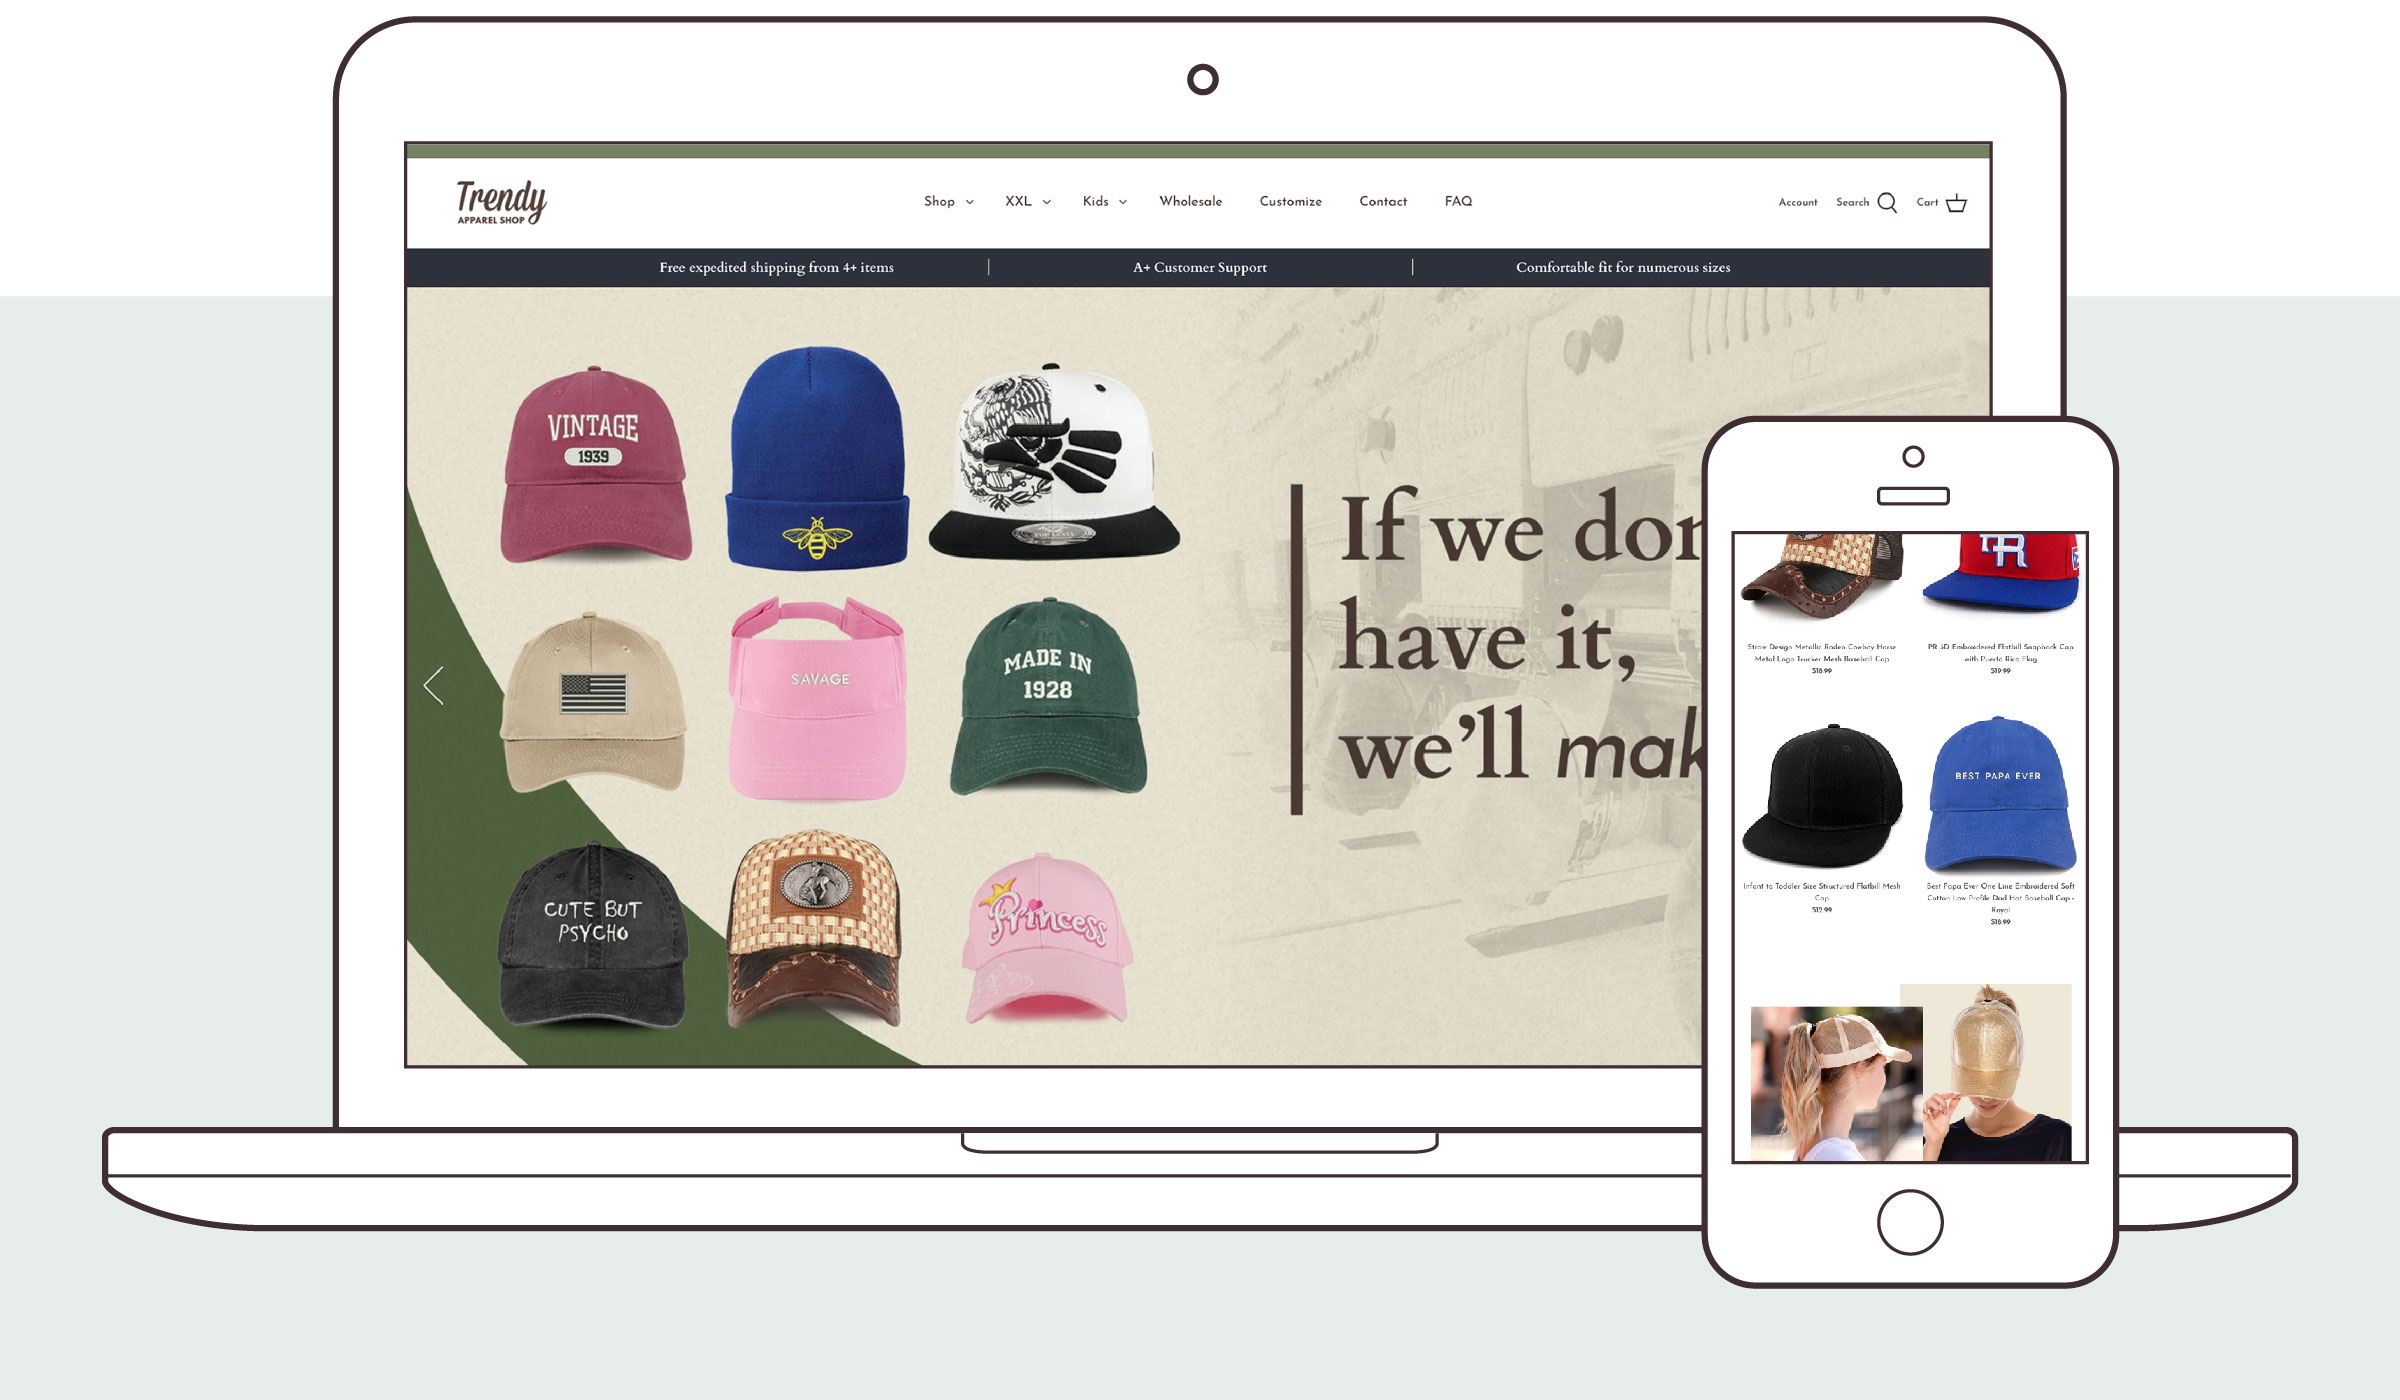 Trendy
APPAREL SHOP
Shop
XXL
Kids
Wholesale
Customize
Contact
FAQ
Account
Search
Cart
Free expedited shipping from 4+ items
A+ Customer Support
Comfortable fit for numerous sizes
VINTAGE
1939
SAVAGE
MADE IN
1928
CUTE BUT
PSYCHO
Princess
If we don
have it,
we'll mak
PR
Straw Design Metallic Rodeo Cowboy Horse
Metal Logo Trucker Mesh Baseball Cap
$18.99
PR 3D Embroidered Flatbill Snapback Cap
with Puerto Rico Flag
$19.99
BEST PAPA EVER
Infant to Toddler Size Structured Flatbill Mesh
Cap
$12.99
Best Papa Ever One Line Embroidered Soft
Cotton Low Profile Dad Hat Baseball Cap -
Royal
$18.99